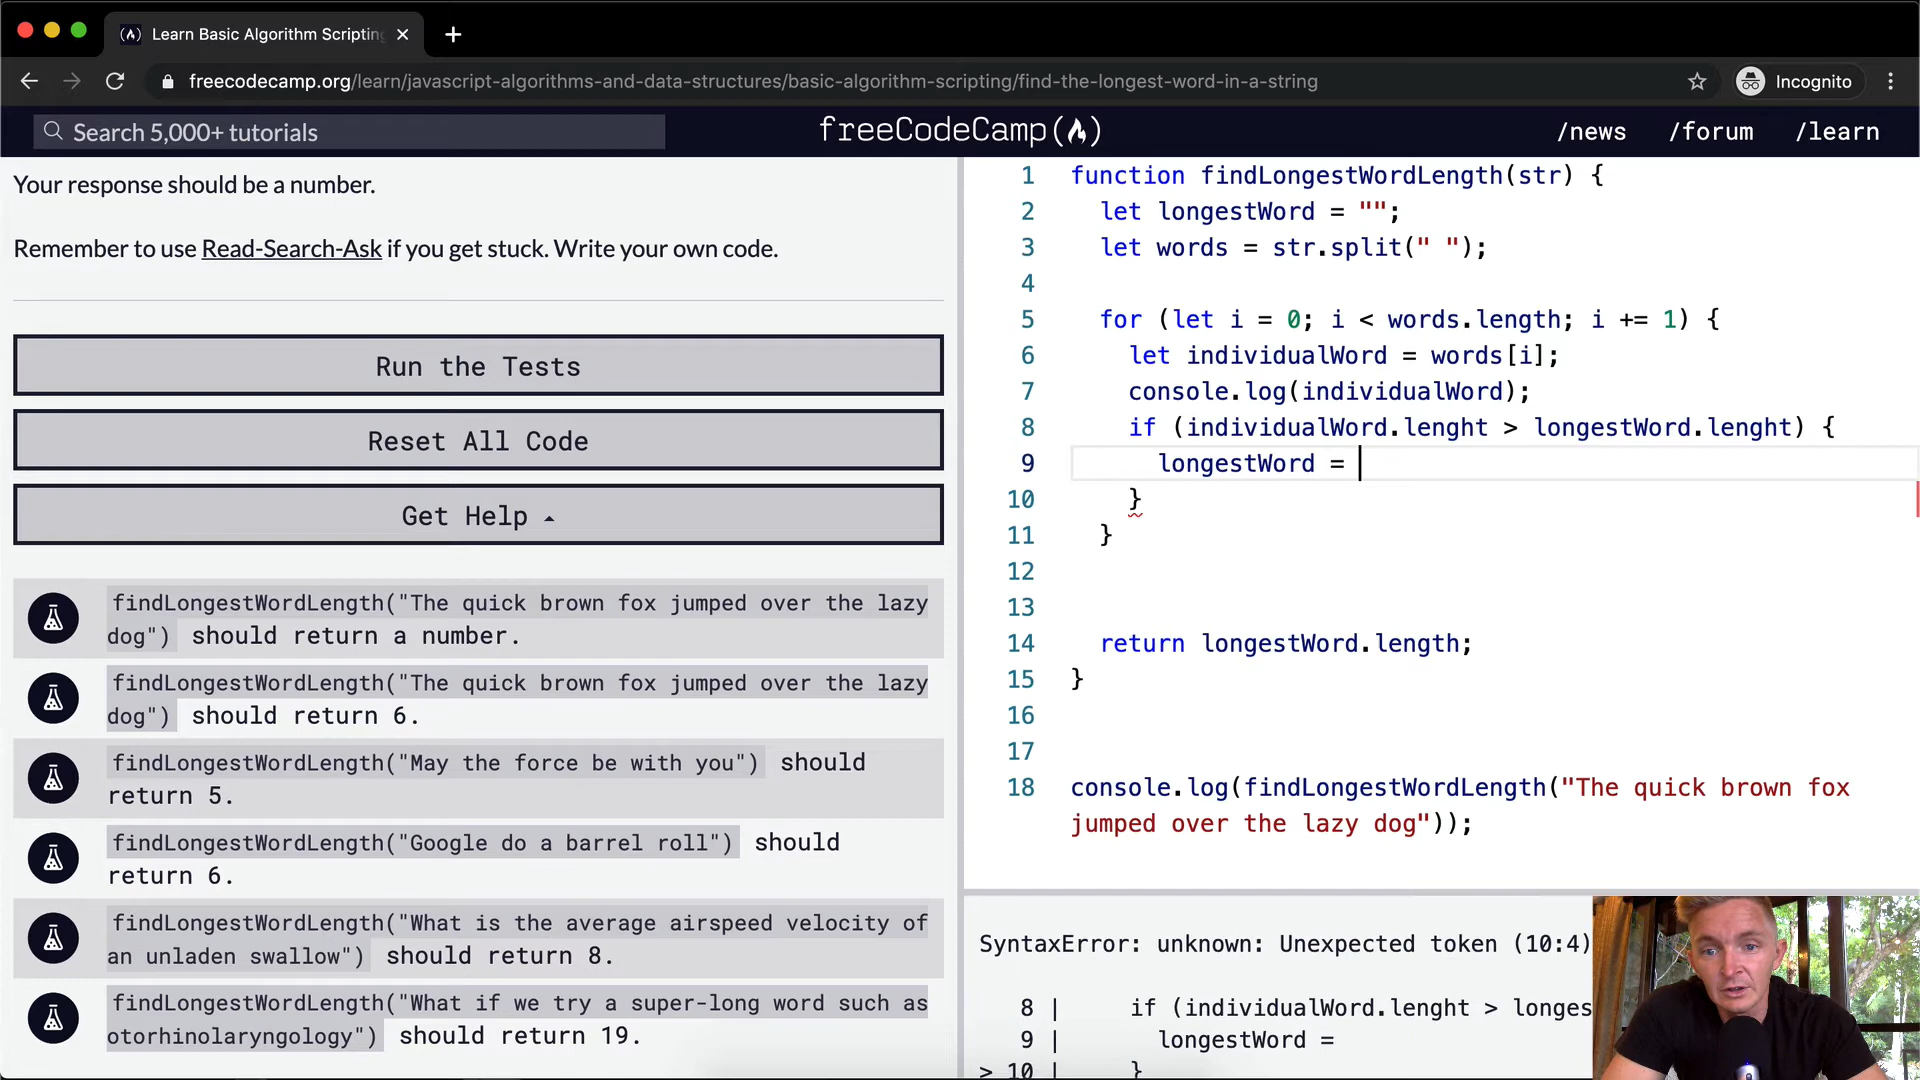 Learn Basic Algorithm Scripting
freecodecamp.org/learn/javascript-algorithms-and-data-structures/basic-algorithm-scripting/find-the-longest-word-in-a-string
Incognito
Search 5,000+ tutorials
freeCodeCamp
/news
/forum
/learn
Your response should be a number.
Remember to use Read-Search-Ask if you get stuck. Write your own code.
Run the Tests
Reset All Code
Get Help
findLongestWordLength("The quick brown fox jumped over the lazy
dog") should return a number.
findLongestWordLength("The quick brown fox jumped over the lazy
dog") should return 6.
findLongestWordLength("May the force be with you") should
return 5.
findLongestWordLength("Google do a barrel roll") should
return 6.
findLongestWordLength("What is the average airspeed velocity of
an unladen swallow") should return 8.
findLongestWordLength("What if we try a super-long word such as
otorhinolaryngology") should return 19.
1 function findLongestWordLength(str) {
2 let longestWord = "";
3 let words = str.split(" ");
4
5 for (let i = 0; i < words.length; i += 1) {
6 let individualWord = words[i];
7 console.log(individualWord);
8 if (individualWord.lenght > longestWord.lenght) {
9 longestWord =
10 }
11 }
12
13
14 return longestWord.length;
15 }
16
17
18 console.log(findLongestWordLength("The quick brown fox
jumped over the lazy dog"));
SyntaxError: unknown: Unexpected token (10:4)
8 | if (individualWord.lenght > longes
9 | longestWord =
> 10 | }